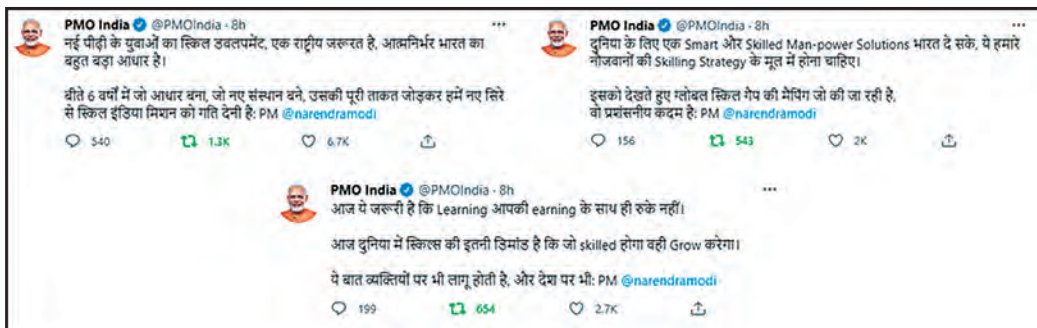 PMO India @PMOIndia · 8h
नई पीढ़ी के युवाओं का स्किल डवलपमेंट, एक राष्ट्रीय जरूरत है, आत्मनिर्भर भारत का
बहुत बड़ा आधार है।
बीते 6 वर्षों में जो आधार बना, जो नए संस्थान बने, उसकी पूरी ताकत जोड़कर हमें नए सिरे
से स्किल इंडिया मिशन को गति देनी है: PM @narendramodi
540 1.3K 6.7K
PMO India @PMOIndia · 8h
दुनिया के लिए एक Smart और Skilled Man-power Solutions भारत दे सके, ये हमारे
नौजवानों की Skilling Strategy के मूल में होना चाहिए।
इसको देखते हुए ग्लोबल स्किल गैप की मैपिंग जो की जा रही है,
वो प्रशंसनीय कदम है: PM @narendramodi
156 543 2K
PMO India @PMOIndia · 8h
आज ये जरूरी है कि Learning आपकी earning के साथ ही रुके नहीं।
आज दुनिया में स्किल्स की इतनी डिमांड है कि जो skilled होगा वही Grow करेगा।
ये बात व्यक्तियों पर भी लागू होती है, और देश पर भी: PM @narendramodi
199 654 2.7K